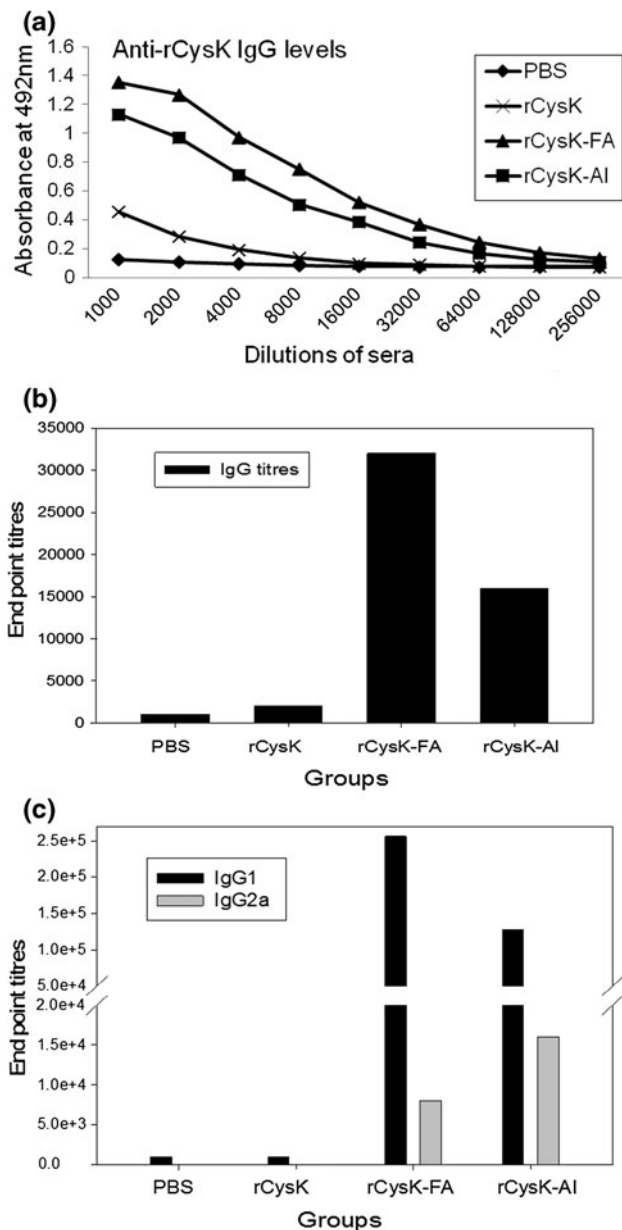 (a)
Anti-rCysK IgG levels
Absorbance at 492nm
1.6
1.4
1.2
1
0.8
0.6
0.4
0.2
0
PBS
rCysK
rCysK-FA
rCysK-Al
1000
2000
4000
8000
16000
32000
64000
128000
256000
Dilutions of sera
(b)
End point titres
35000
30000
25000
20000
15000
10000
5000
0
IgG titres
PBS
rCysK
rCysK-FA
rCysK-Al
Groups
(c)
End point titres
2.5e+5
2.0e+5
1.5e+5
1.0e+5
5.0e+4
2.0e+4
1.5e+4
1.0e+4
5.0e+3
0.0
IgG1
IgG2a
PBS
rCysK
rCysK-FA
rCysK-Al
Groups